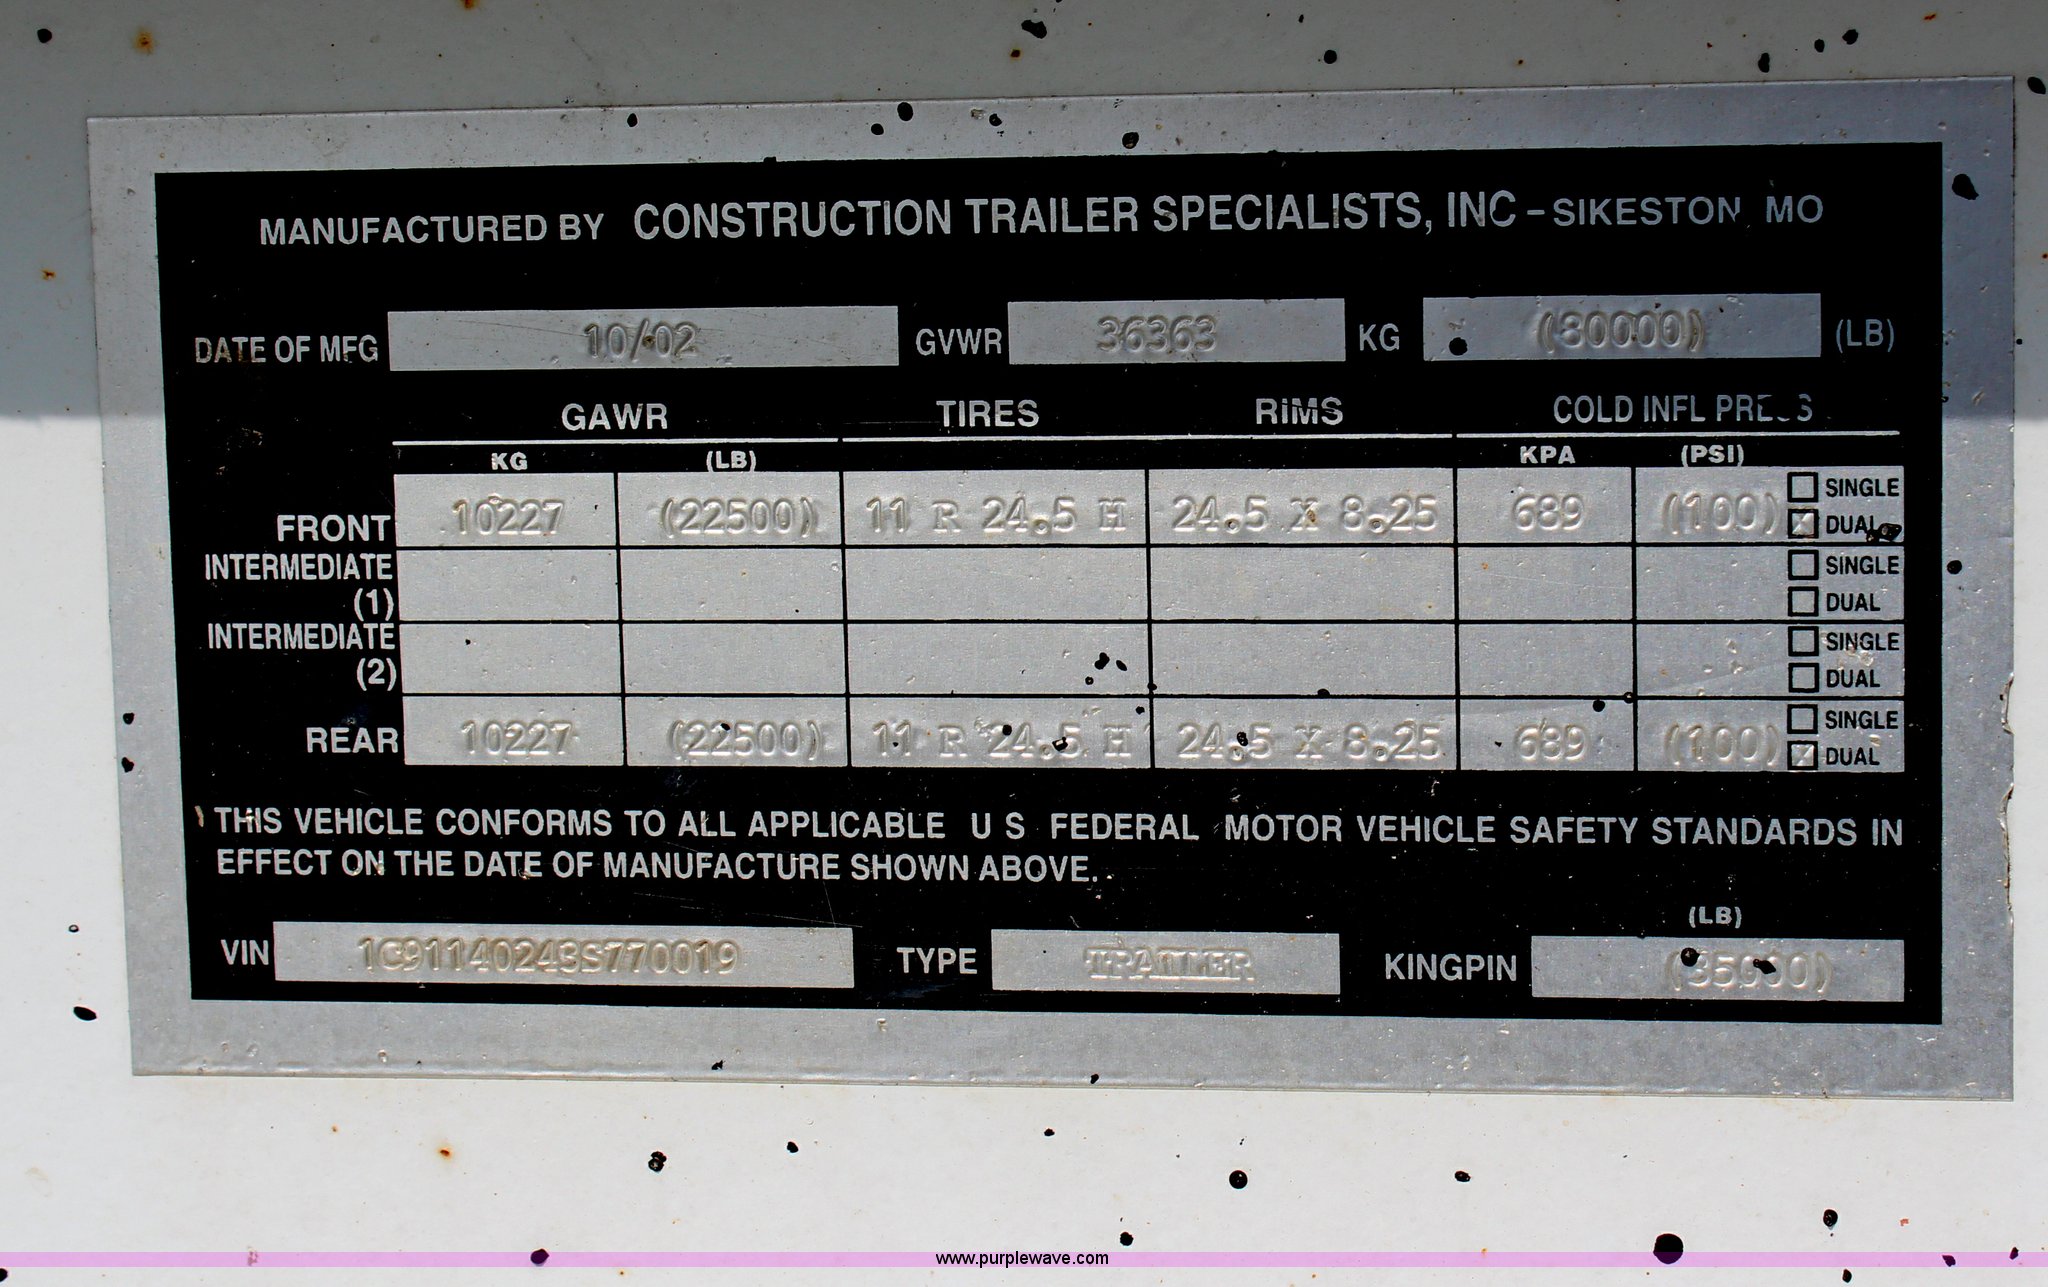 MANUFACTURED BY CONSTRUCTION TRAILER SPECIALISTS, INC - SIKESTON MO
DATE OF MFG 10/02 GVWR 36363 KG (80000) (LB)
GAWR TIRES RIMS COLD INFL PRESS
KG (LB) KPA (PSI)
FRONT 10227 (22500) 11 R 24.5 H 24.5 X 8.25 689 (100) SINGLE
DUAL
INTERMEDIATE (1) SINGLE
DUAL
INTERMEDIATE (2) SINGLE
DUAL
REAR 10227 (22500) 11 R 24.5 H 24.5 X 8.25 689 (100) SINGLE
DUAL
THIS VEHICLE CONFORMS TO ALL APPLICABLE U S FEDERAL MOTOR VEHICLE SAFETY STANDARDS IN
EFFECT ON THE DATE OF MANUFACTURE SHOWN ABOVE.
(LB)
VIN 1C91140243S770019 TYPE TRAILER KINGPIN (35000)
www.purplewave.com